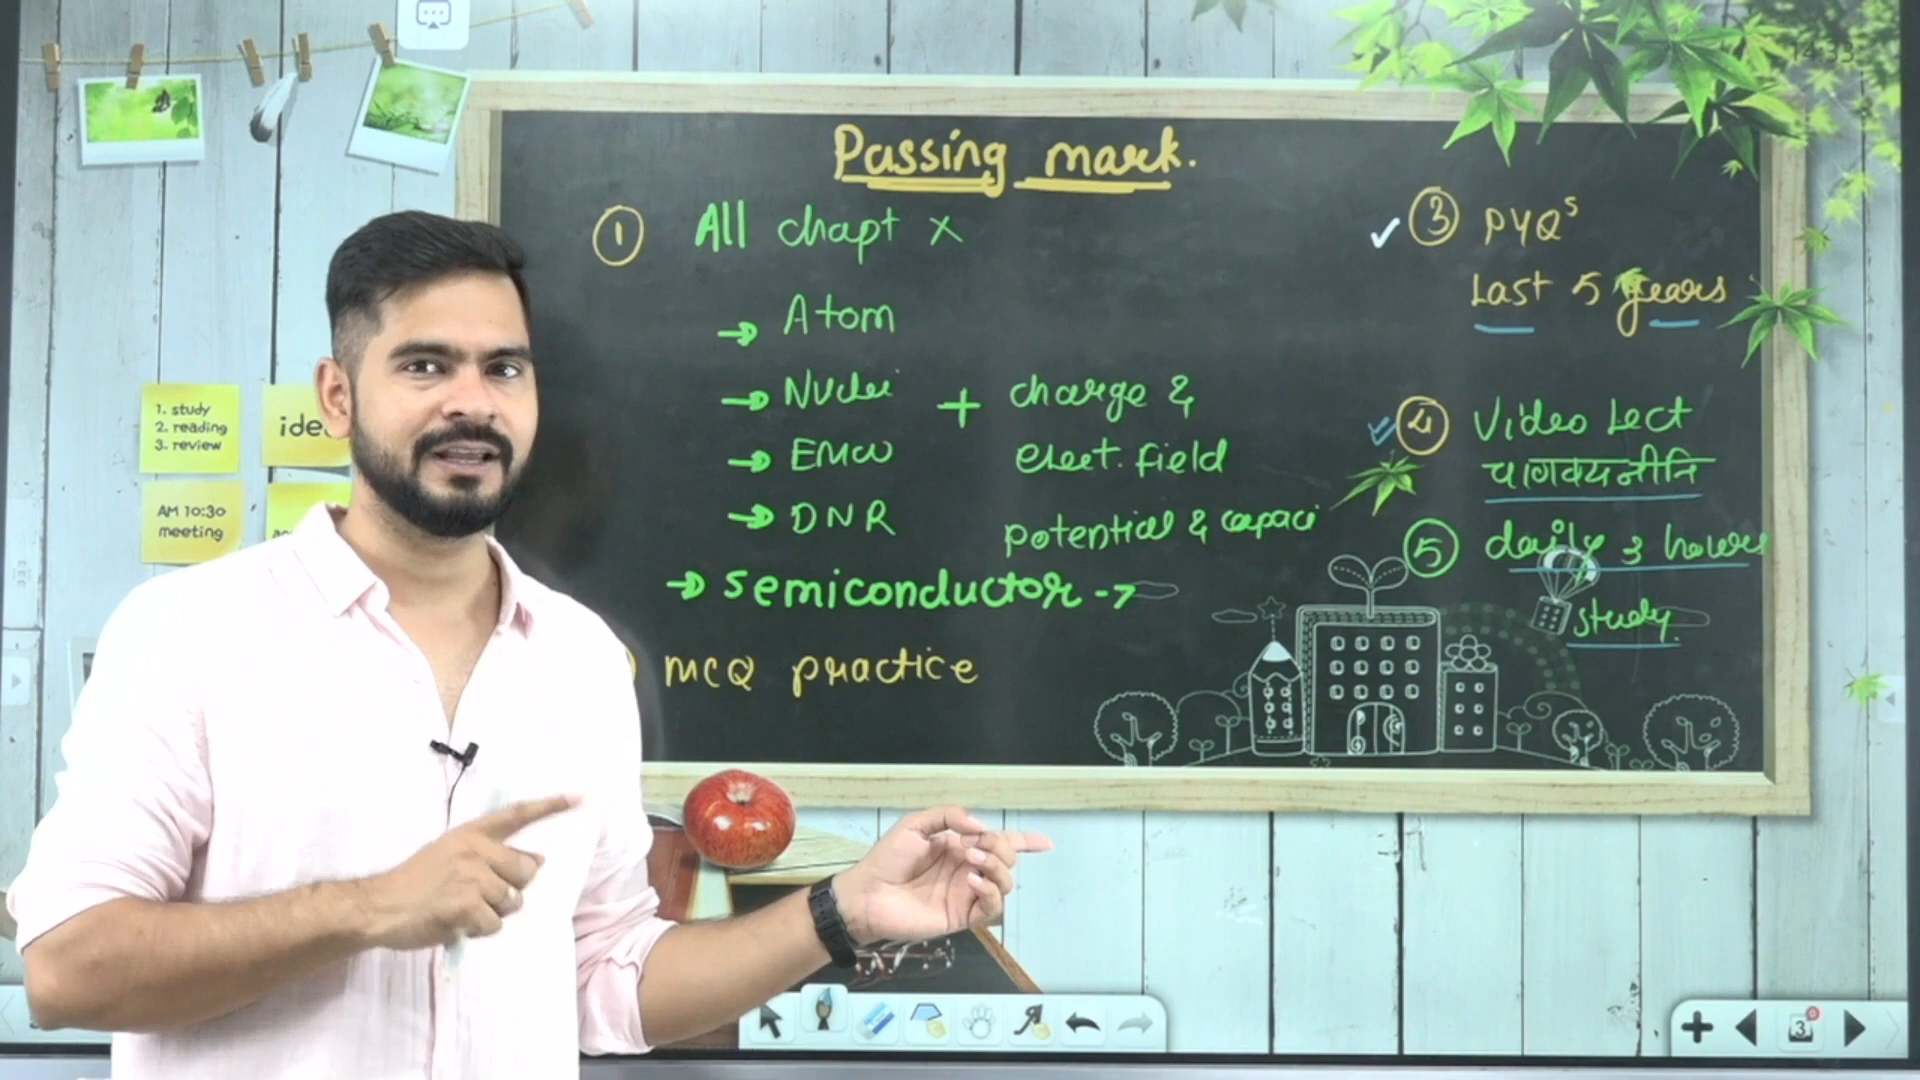 Passing mark.
1 All chapt x
→ Atom
→ Nuclei + charge &
→ EMW elect. field
→ DNR potential & capaci
→ semiconductor →
MCQ practice
3 PYQs
Last 5 years
4 Video Lect
चाणक्य नीति
5 daily 3 hours
study.
1. study
2. reading
3. review
AM 10:30
meeting
3